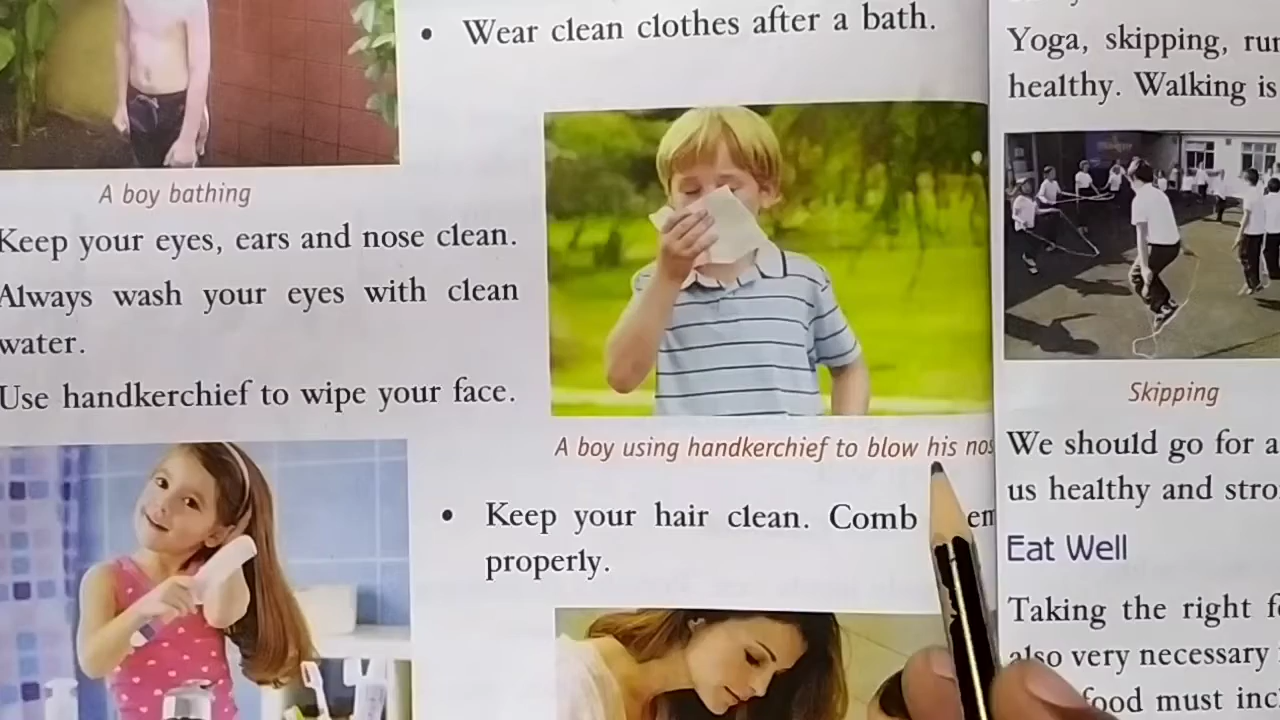 Wear clean clothes after a bath.
A boy bathing
Keep your eyes, ears and nose clean.
Always wash your eyes with clean
water.
Use handkerchief to wipe your face.
A boy using handkerchief to blow his
Keep your hair clean. Comb
properly.
Yoga, skipping,
healthy. Walking is
Skipping
We should go for a
us healthy and
Eat Well
Taking the right
also very necessary
food must